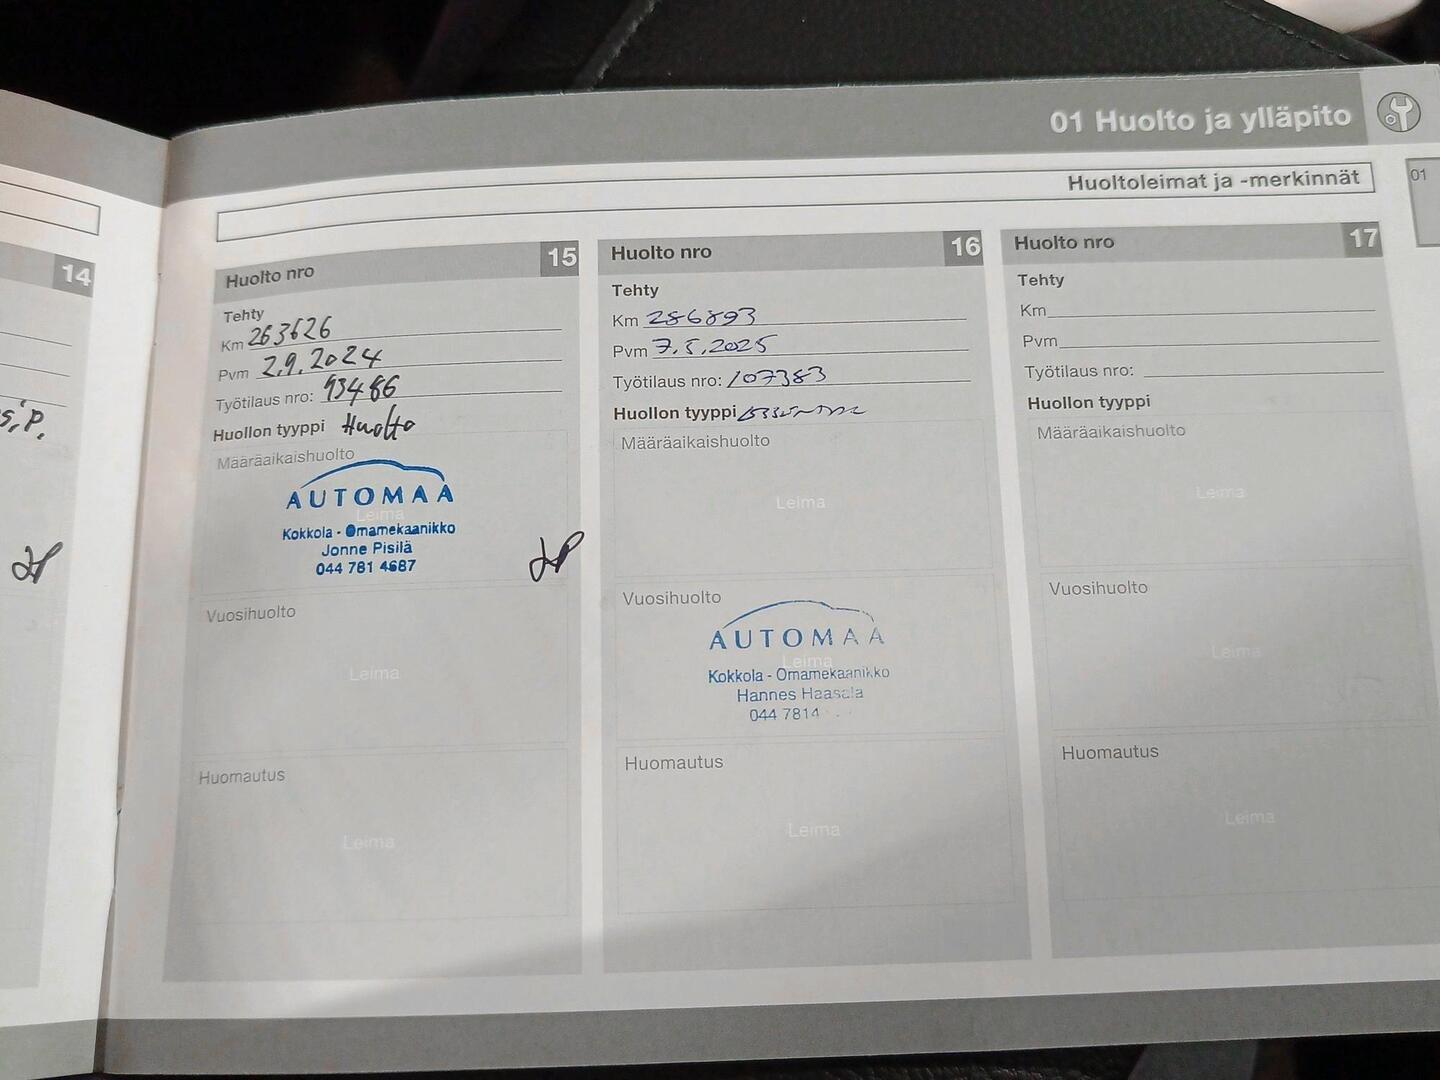 01 Huolto ja ylläpito
Huoltoleimat ja -merkinnät
01
14
s.p.
JP
Huolto nro 15
Tehty
Km 263626
Pvm 2.9.2024
Työtilaus nro: 93486
Huollon tyyppi Huolto
Määräaikaishuolto
Leima
AUTOMAA
Kokkola - Omamekaanikko
Jonne Pisilä
044 781 4687
JP
Vuosihuolto
Leima
Huomautus
Leima
Huolto nro 16
Tehty
Km 286893
Pvm 7.5.2025
Työtilaus nro: 107383
Huollon tyyppi
Määräaikaishuolto
Leima
Vuosihuolto
Leima
AUTOMAA
Kokkola - Omamekaanikko
Hannes Haasala
044 7814
Huomautus
Leima
Huolto nro 17
Tehty
Km
Pvm
Työtilaus nro:
Huollon tyyppi
Määräaikaishuolto
Leima
Vuosihuolto
Leima
Huomautus
Leima